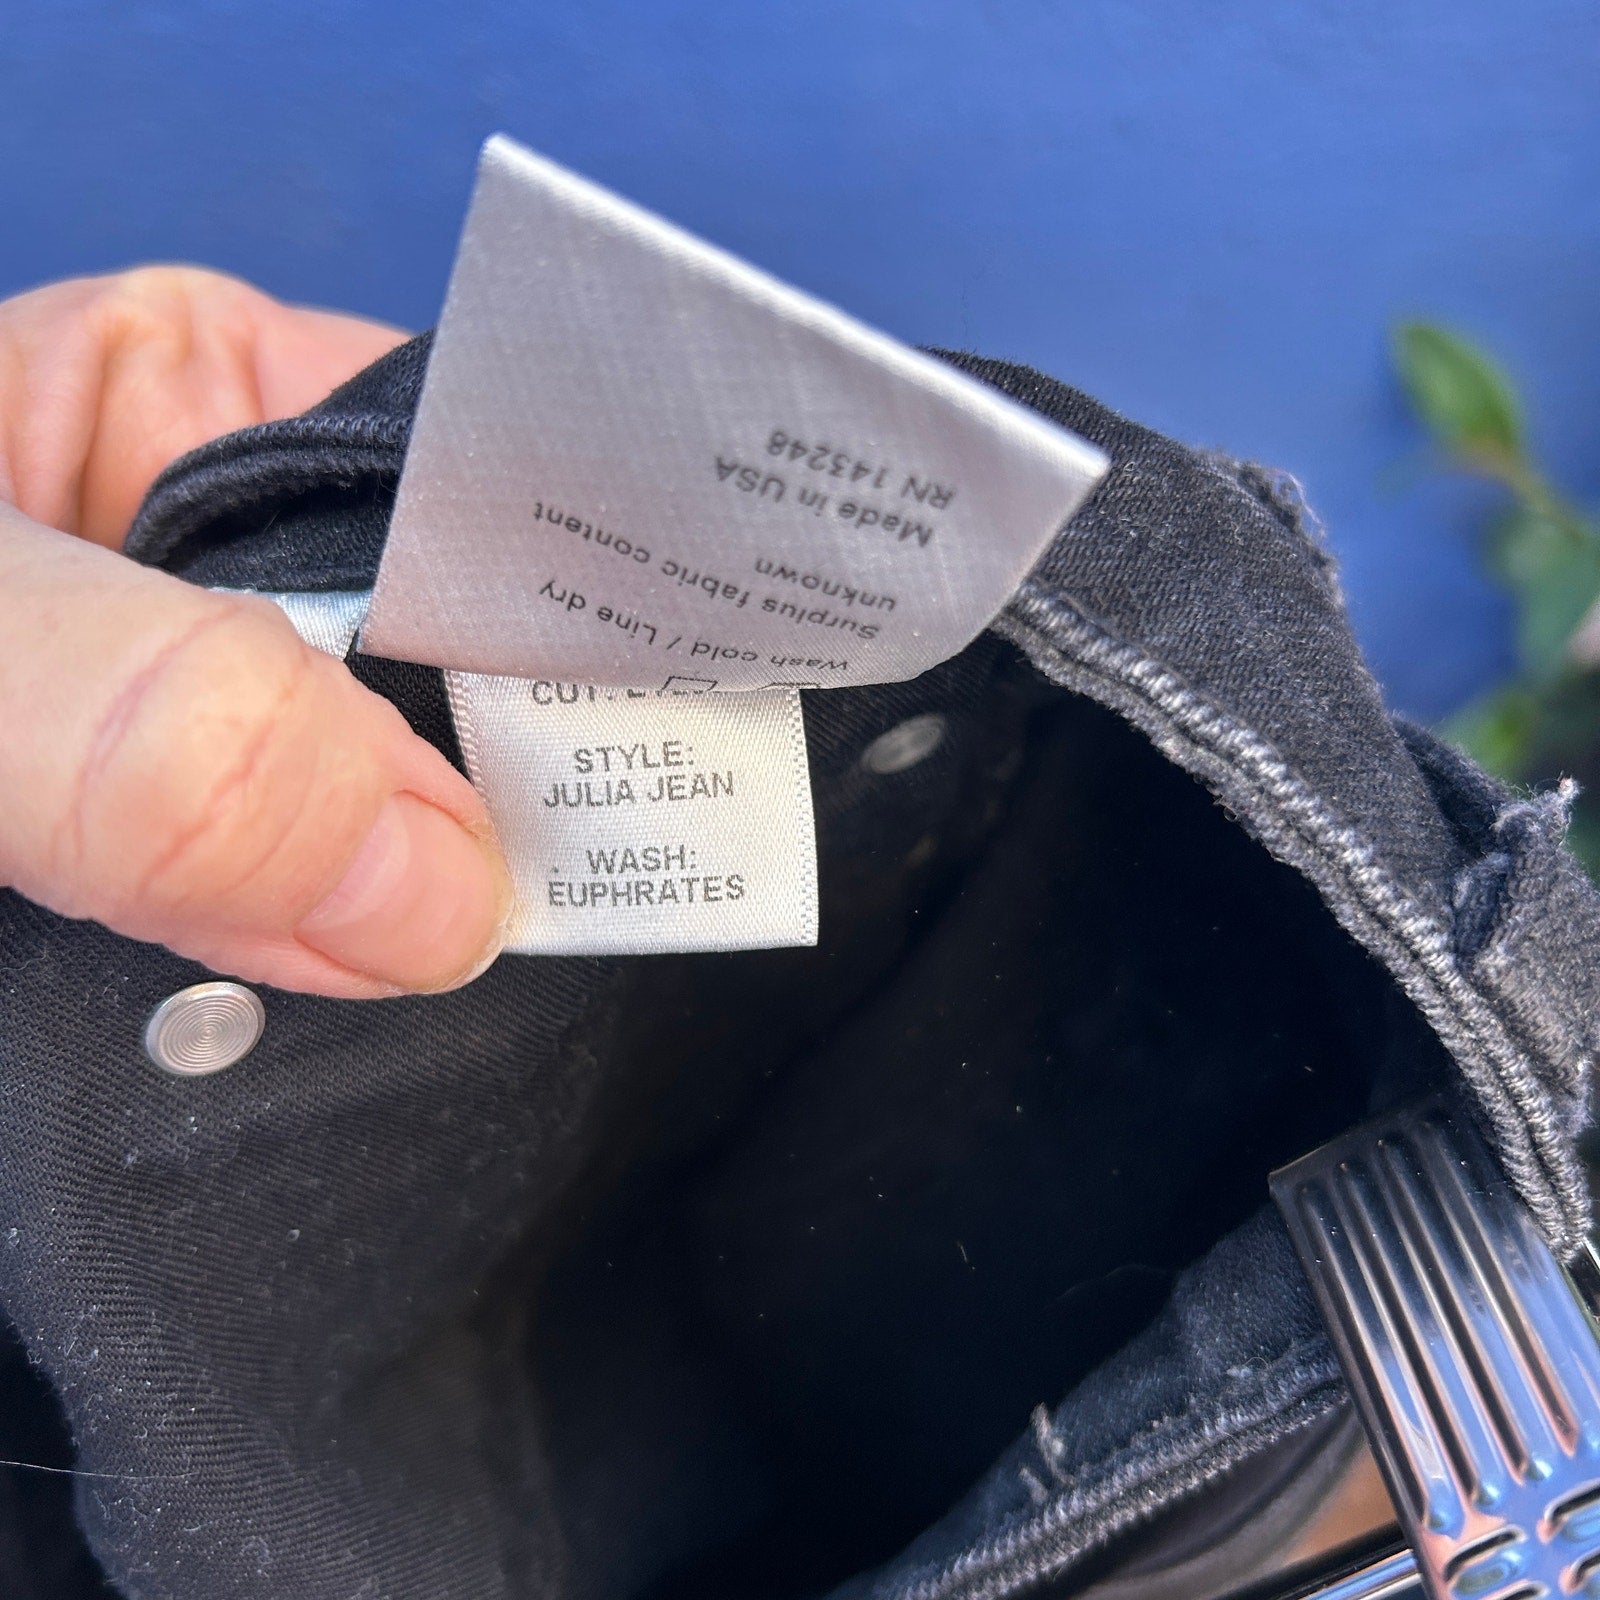 RN 143248
Made in USA
Surplus fabric content
unknown
wash cold / Line dry
STYLE:
JULIA JEAN
WASH:
EUPHRATES